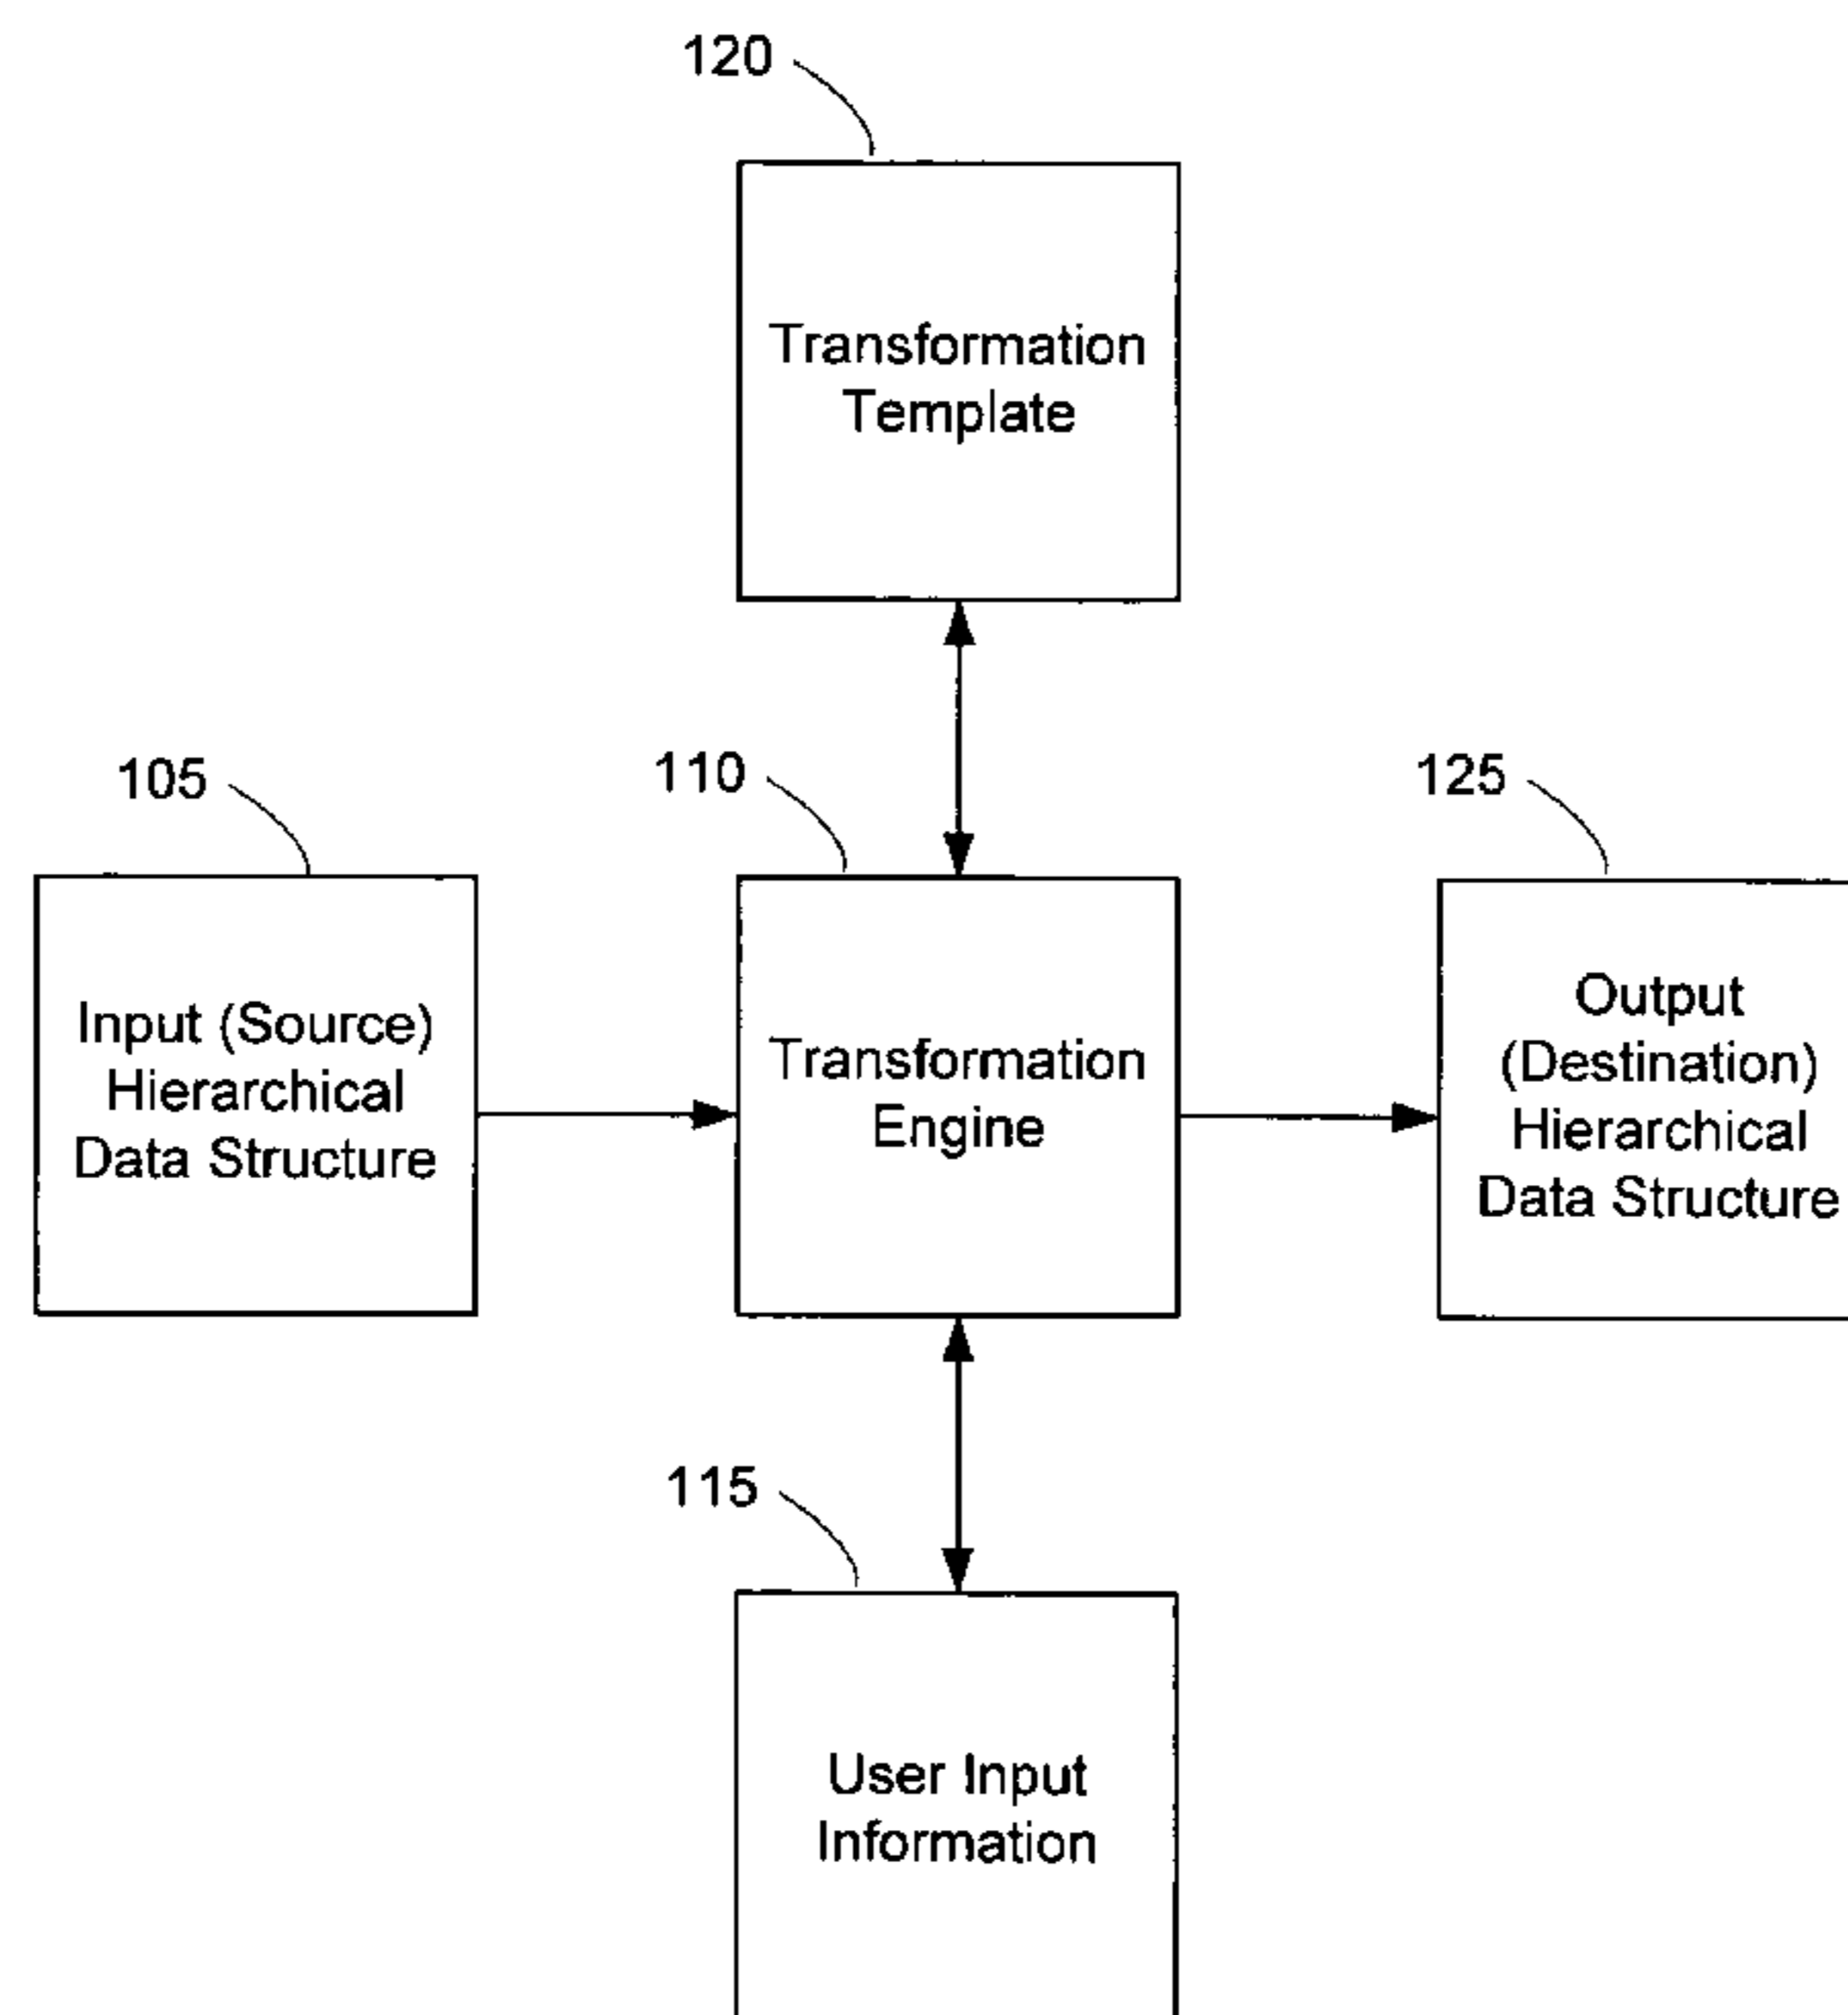 120
Transformation
Template
105
110
125
Input (Source)
Hierarchical
Data Structure
Transformation
Engine
Output
(Destination)
Hierarchical
Data Structure
115
User Input
Information